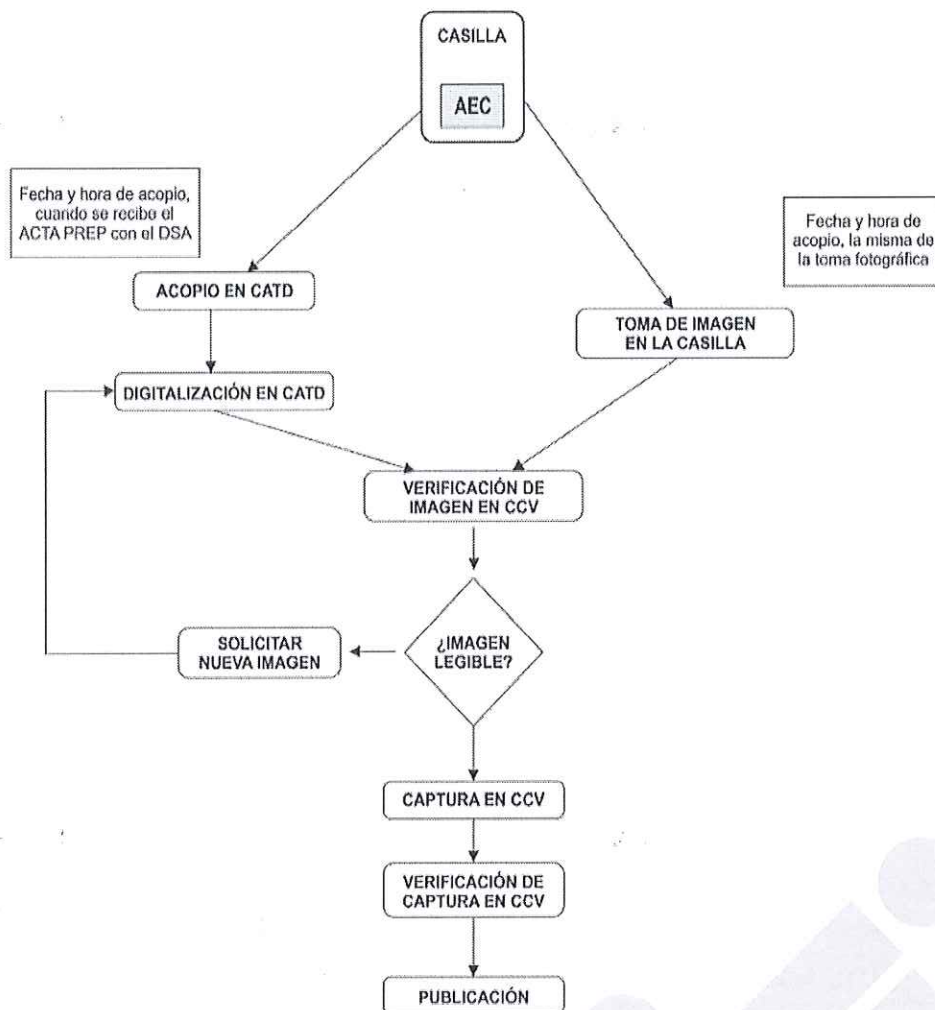 CASILLA
AEC
Fecha y hora de acopio,
cuando se recibe el
ACTA PREP con el DSA
Fecha y hora de
acopio, la misma de
la toma fotográfica
ACOPIO EN CATD
TOMA DE IMAGEN
EN LA CASILLA
DIGITALIZACIÓN EN CATD
VERIFICACIÓN DE
IMAGEN EN CCV
¿IMAGEN
LEGIBLE?
SOLICITAR
NUEVA IMAGEN
CAPTURA EN CCV
VERIFICACIÓN DE
CAPTURA EN CCV
PUBLICACIÓN